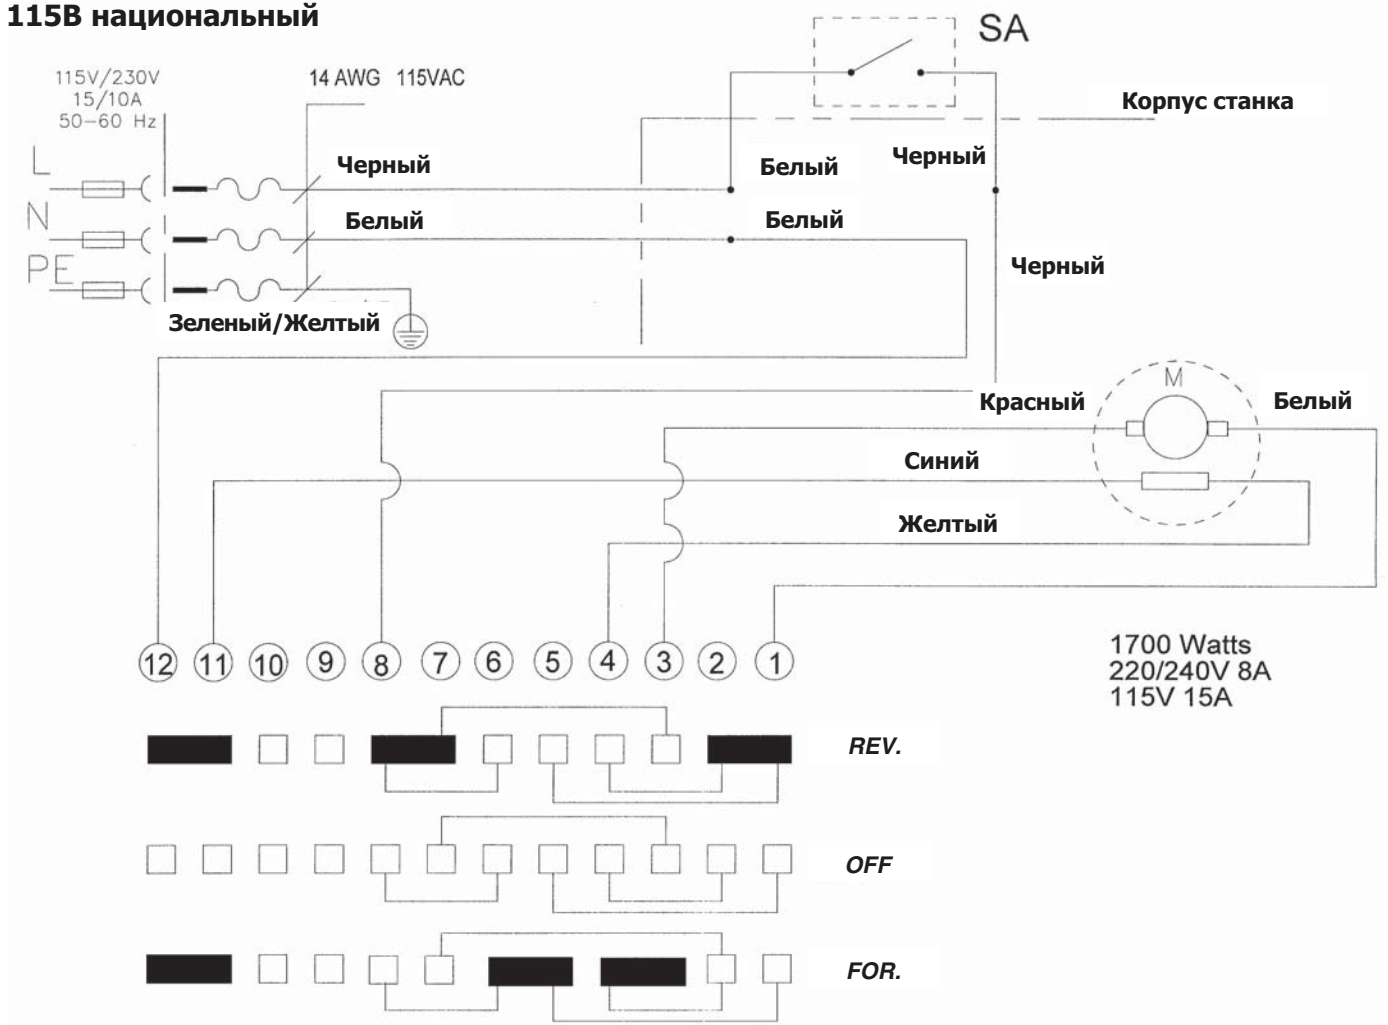 115В национальный
SA
115V/230V
15/10A
50-60 Hz
14 AWG 115VAC
Корпус станка
L
Черный
Белый
Черный
N
Белый
Белый
PE
Черный
Зеленый/Желтый
M
Красный
Белый
Синий
Желтый
1700 Watts
220/240V 8A
115V 15A
12 11 10 9 8 7 6 5 4 3 2 1
REV.
OFF
FOR.